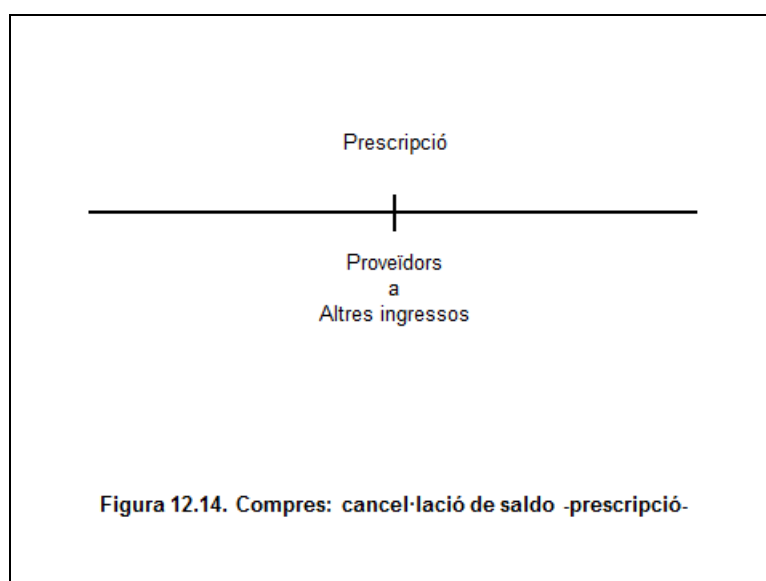 Prescripció
Proveïdors
a
Altres ingressos
Figura 12.14. Compres: cancel·lació de saldo -prescripció-